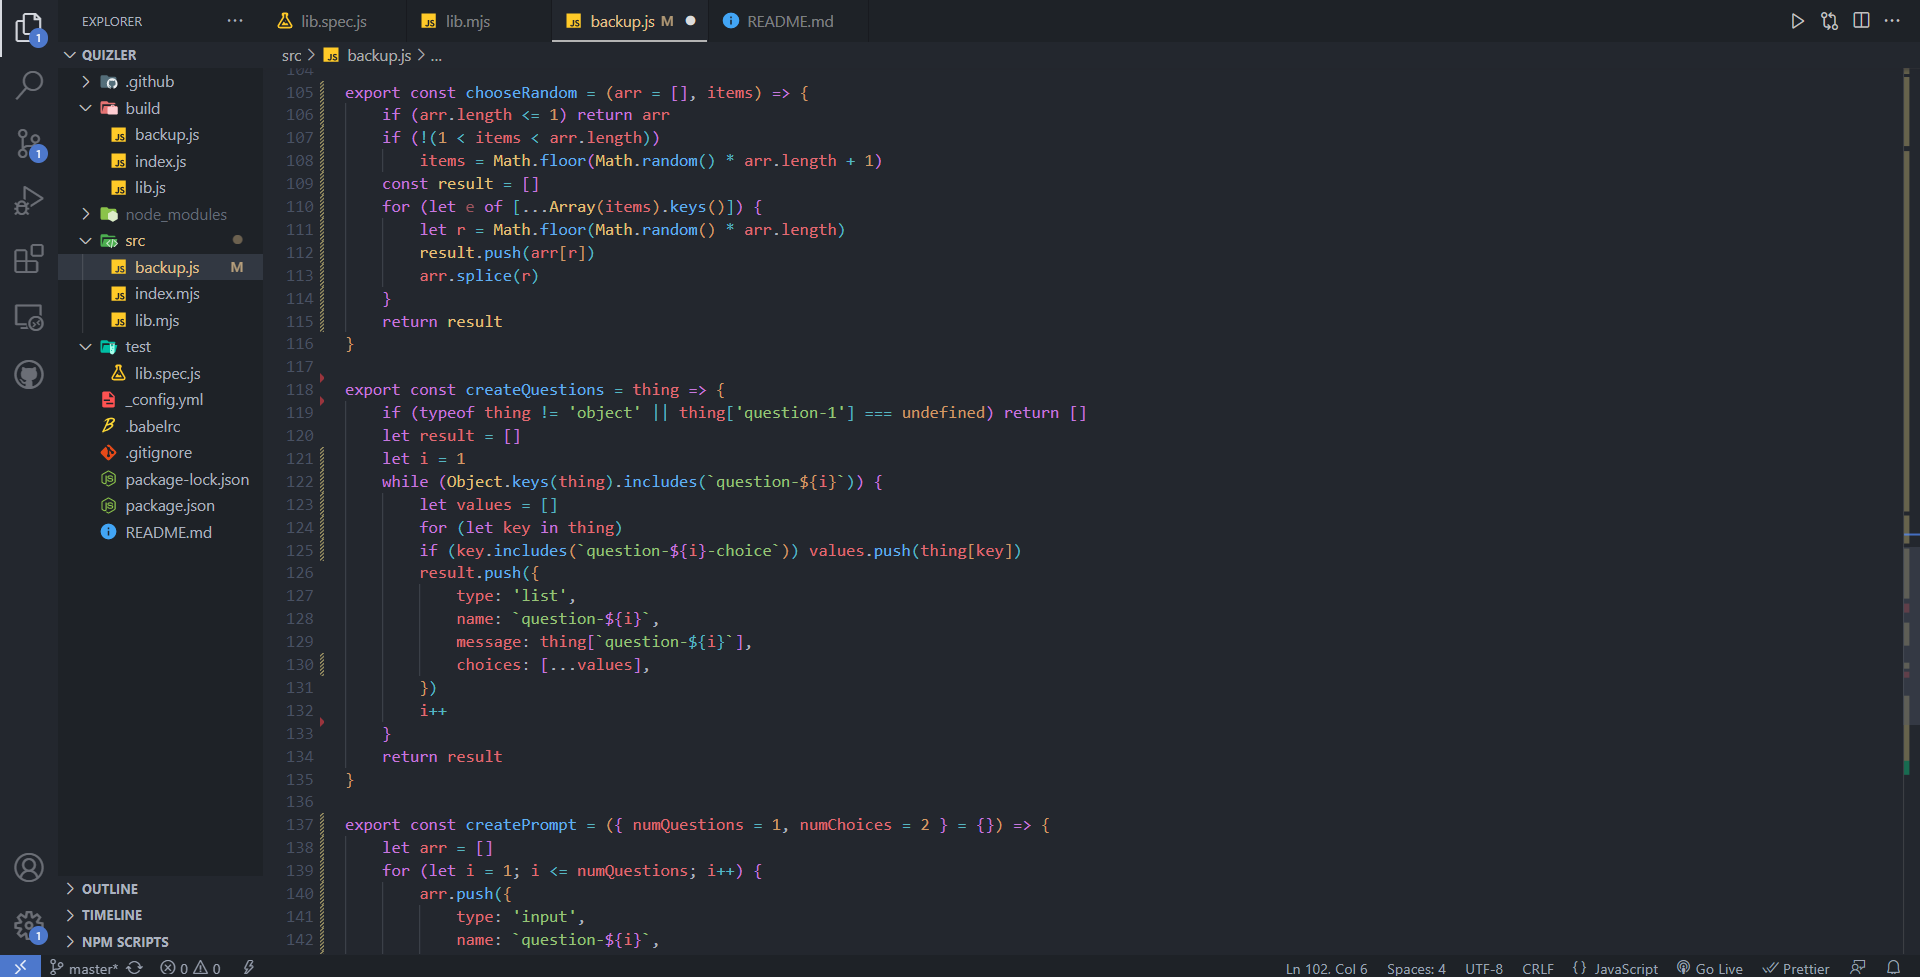 EXPLORER ···
lib.spec.js
lib.mjs
backup.js M
README.md
1
QUIZLER
src > JS backup.js > ...
.github
build
JS backup.js
JS index.js
JS lib.js
node_modules
src
JS backup.js M
JS index.mjs
JS lib.mjs
test
lib.spec.js
_config.yml
.babelrc
.gitignore
package-lock.json
package.json
README.md
1
OUTLINE
TIMELINE
NPM SCRIPTS
1
104
105 export const chooseRandom = (arr = [], items) => {
106 if (arr.length <= 1) return arr
107 if (!(1 < items < arr.length))
108 items = Math.floor(Math.random() * arr.length + 1)
109 const result = []
110 for (let e of [...Array(items).keys()]) {
111 let r = Math.floor(Math.random() * arr.length)
112 result.push(arr[r])
113 arr.splice(r)
114 }
115 return result
116 }
117
118 export const createQuestions = thing => {
119 if (typeof thing != 'object' || thing['question-1'] === undefined) return []
120 let result = []
121 let i = 1
122 while (Object.keys(thing).includes(`question-${i}`)) {
123 let values = []
124 for (let key in thing)
125 if (key.includes(`question-${i}-choice`)) values.push(thing[key])
126 result.push({
127 type: 'list',
128 name: `question-${i}`,
129 message: thing[`question-${i}`],
130 choices: [...values],
131 })
132 i++
133 }
134 return result
135 }
136
137 export const createPrompt = ({ numQuestions = 1, numChoices = 2 } = {}) => {
138 let arr = []
139 for (let i = 1; i <= numQuestions; i++) {
140 arr.push({
141 type: 'input',
142 name: `question-${i}`,
master* 0 0 Ln 102, Col 6 Spaces: 4 UTF-8 CRLF {} JavaScript Go Live Prettier